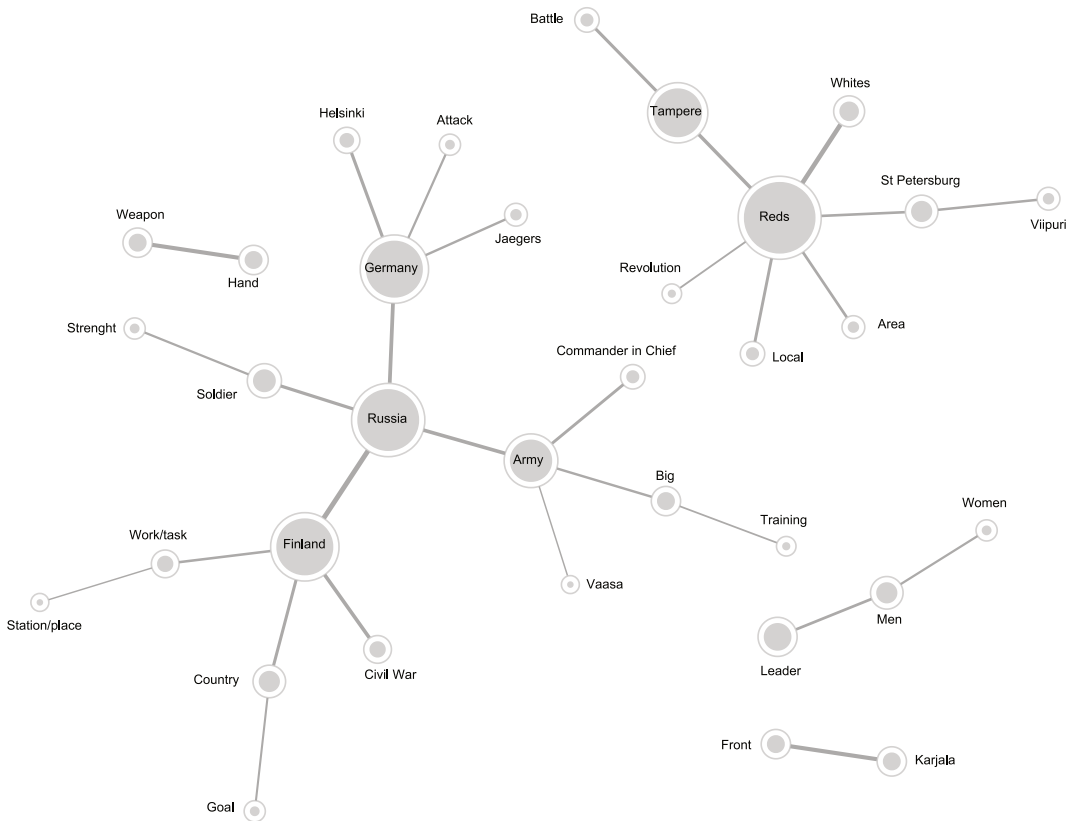 Battle
Whites
Tampere
Helsinki
Attack
St Petersburg
Weapon
Reds
Viipuri
Jaegers
Hand
Germany
Revolution
Strenght
Area
Commander in Chief
Local
Soldier
Russia
Army
Big
Women
Training
Work/task
Finland
Vaasa
Station/place
Men
Leader
Country
Civil War
Front
Karjala
Goal